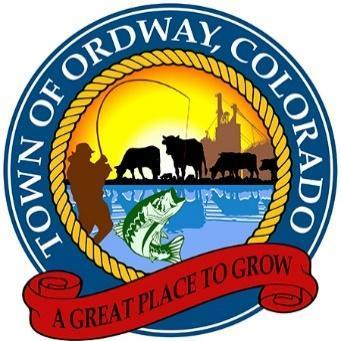 TOWN OF ORDWAY, COLORADO
A GREAT PLACE TO GROW